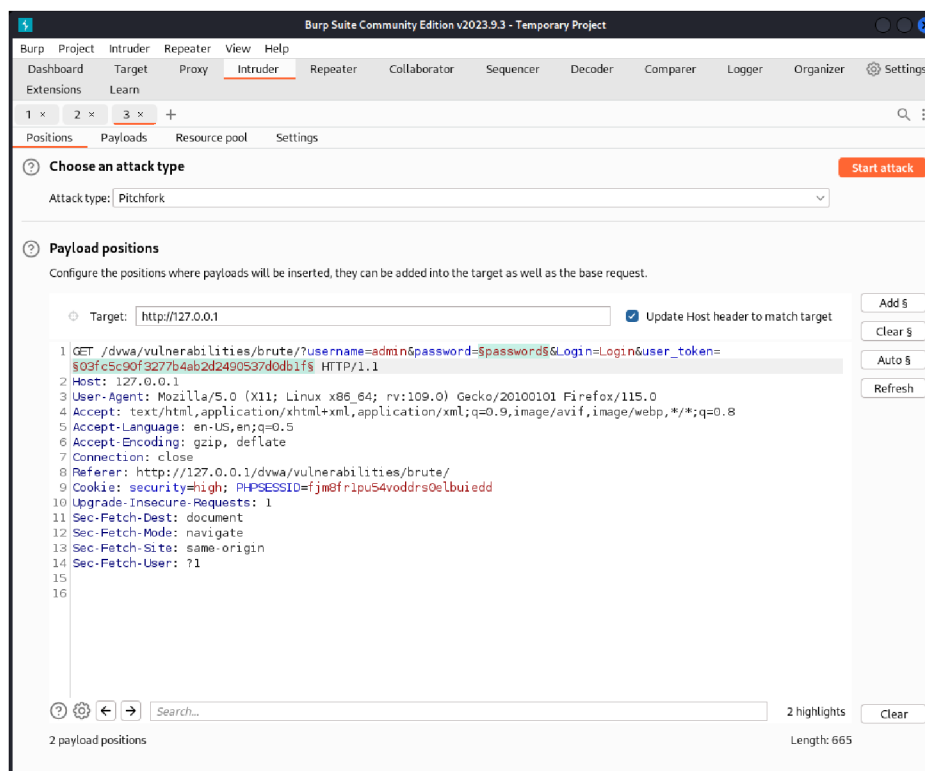 Burp Suite Community Edition v2023.9.3 - Temporary Project
Burp Project Intruder Repeater View Help
Dashboard Target Proxy Intruder Repeater Collaborator Sequencer Decoder Comparer Logger Organizer Settings
Extensions Learn
1 × 2 × 3 × +
Positions Payloads Resource pool Settings
? Choose an attack type
Start attack
Attack type: Pitchfork
? Payload positions
Configure the positions where payloads will be inserted, they can be added into the target as well as the base request.
Add §
Target: http://127.0.0.1 Update Host header to match target
Clear §
1 GET /dvwa/vulnerabilities/brute/?username=admin&password=§password§&Login=Login&user_token=
Auto §
§03fc5c90f3277b4ab2d2490537d0db1f§ HTTP/1.1
2 Host: 127.0.0.1
Refresh
3 User-Agent: Mozilla/5.0 (X11; Linux x86_64; rv:109.0) Gecko/20100101 Firefox/115.0
4 Accept: text/html,application/xhtml+xml,application/xml;q=0.9,image/avif,image/webp,*/*;q=0.8
5 Accept-Language: en-US,en;q=0.5
6 Accept-Encoding: gzip, deflate
7 Connection: close
8 Referer: http://127.0.0.1/dvwa/vulnerabilities/brute/
9 Cookie: security=high; PHPSESSID=fjm8fr1pu54voddrs0elbuiedd
10 Upgrade-Insecure-Requests: 1
11 Sec-Fetch-Dest: document
12 Sec-Fetch-Mode: navigate
13 Sec-Fetch-Site: same-origin
14 Sec-Fetch-User: ?1
15
16
? Search... 2 highlights Clear
2 payload positions Length: 665